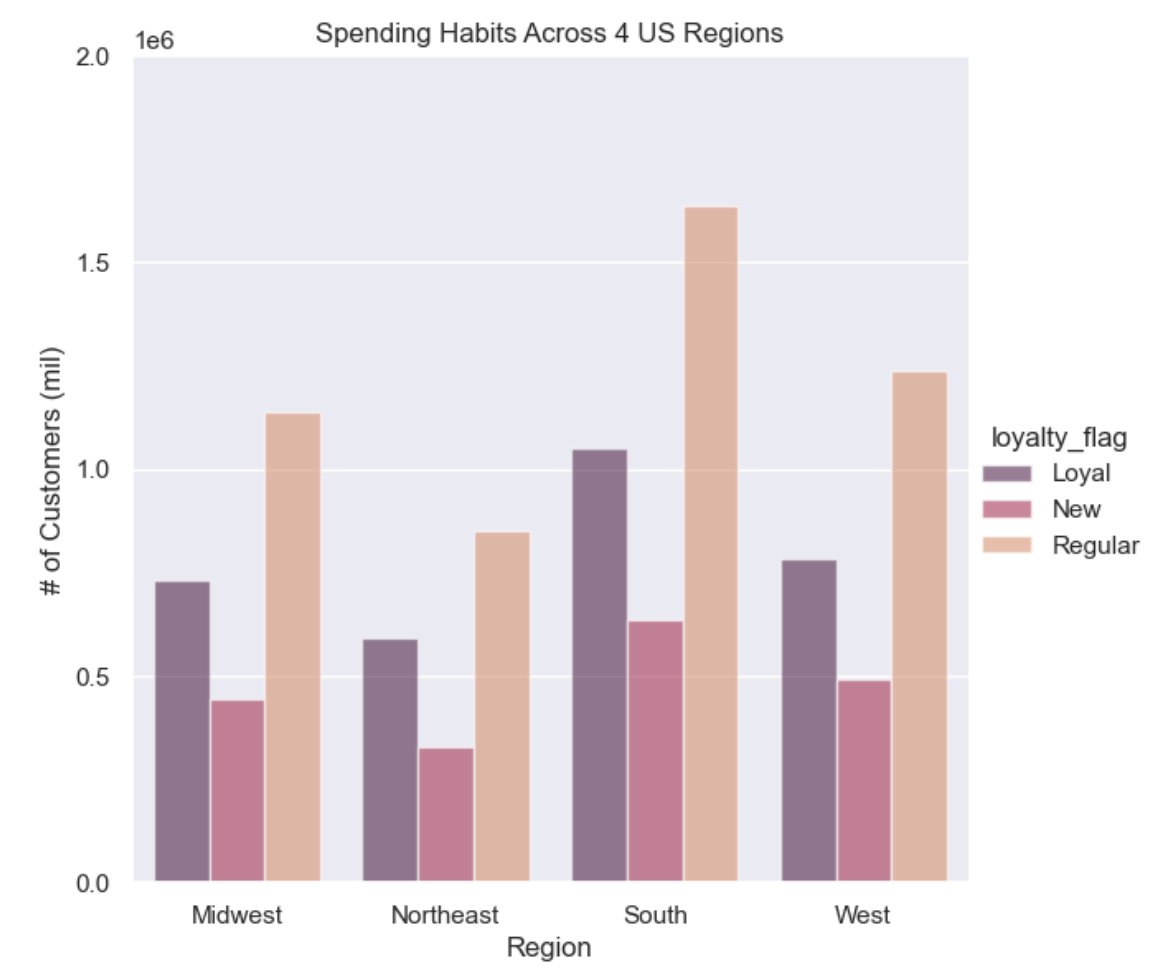 Spending Habits Across 4 US Regions
1e6
2.0
1.5
1.0
0.5
0.0
# of Customers (mil)
Midwest Northeast South West
Region
loyalty_flag
Loyal
New
Regular